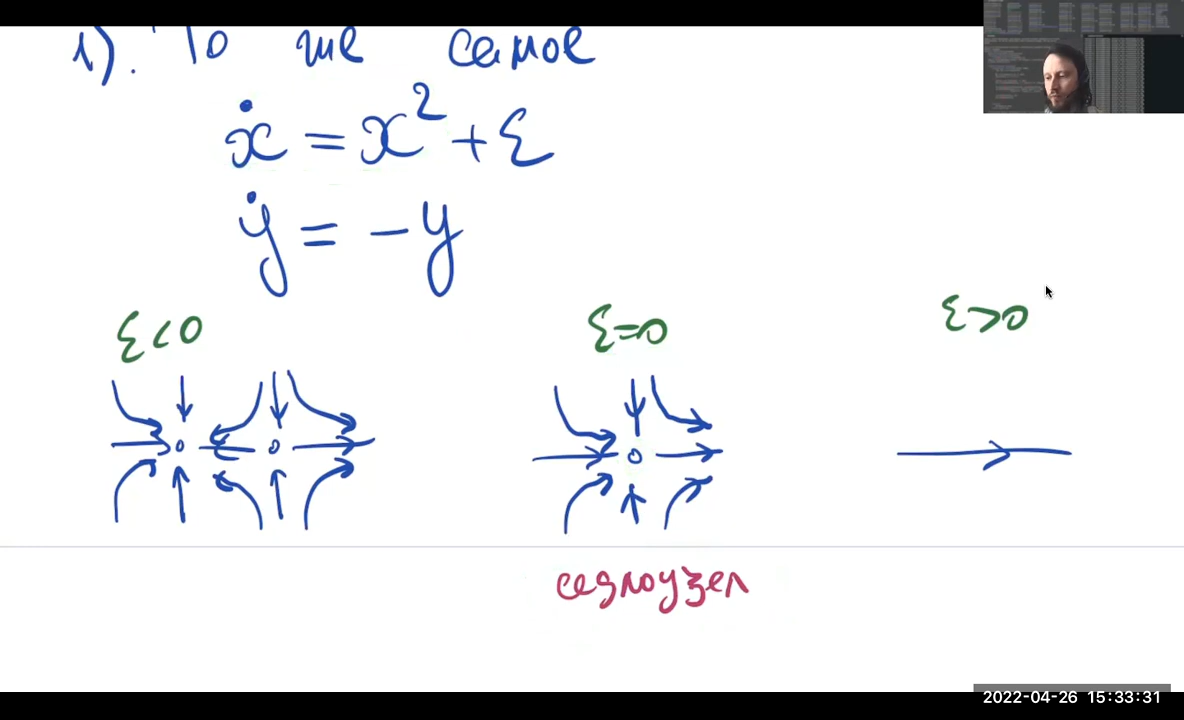 1). То же самое
ẋ = x² + ε
ẏ = -y
ε<0 ε=0 ε>0
седлоузел
2022-04-26 15:33:31